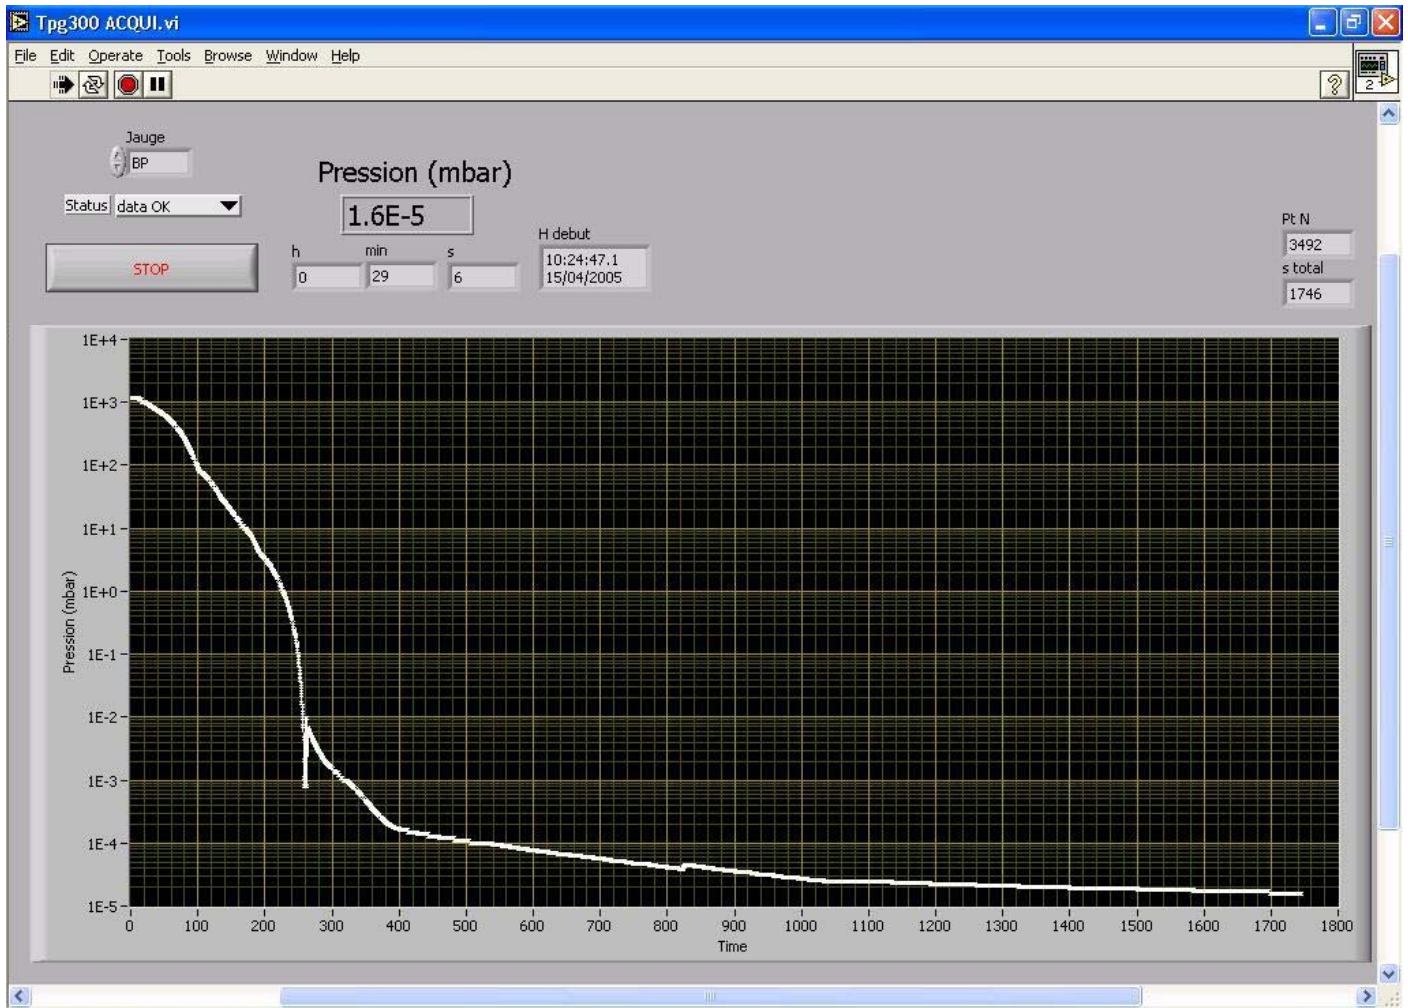 Tpg300 ACQUI.vi
File Edit Operate Tools Browse Window Help
2
Jauge
BP
Status data OK
STOP
Pression (mbar)
1.6E-5
h min s
0 29 6
H debut
10:24:47.1
15/04/2005
Pt N
3492
s total
1746
1E+4
1E+3
1E+2
1E+1
1E+0
1E-1
1E-2
1E-3
1E-4
1E-5
Pression (mbar)
0 100 200 300 400 500 600 700 800 900 1000 1100 1200 1300 1400 1500 1600 1700 1800
Time